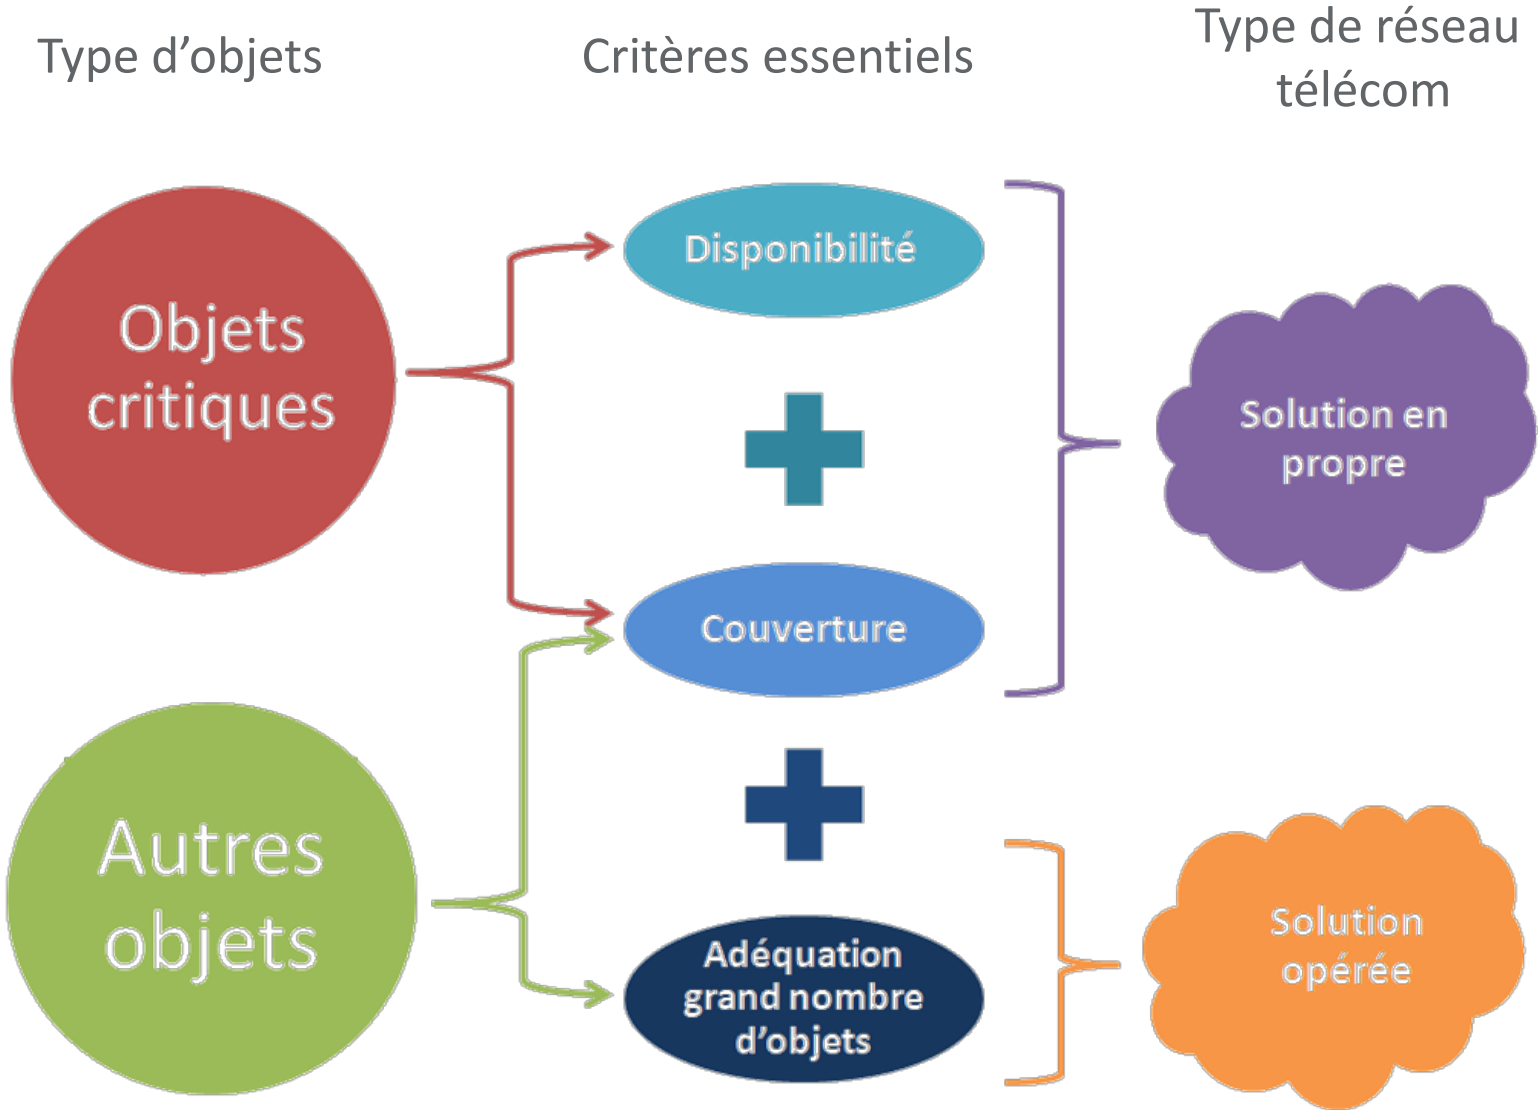 Type d’objets
Critères essentiels
Type de réseau
télécom
Objets
critiques
Disponibilité
Couverture
Solution en
propre
Autres
objets
Adéquation
grand nombre
d’objets
Solution
opérée